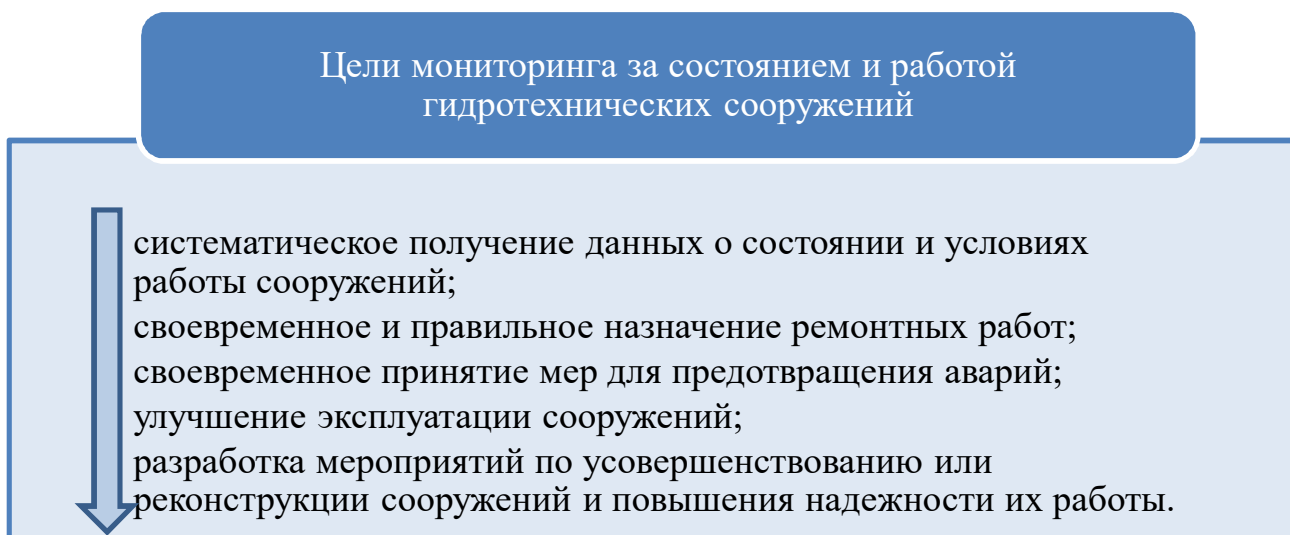 Цели мониторинга за состоянием и работой
гидротехнических сооружений
систематическое получение данных о состоянии и условиях
работы сооружений;
своевременное и правильное назначение ремонтных работ;
своевременное принятие мер для предотвращения аварий;
улучшение эксплуатации сооружений;
разработка мероприятий по усовершенствованию или
реконструкции сооружений и повышения надежности их работы.